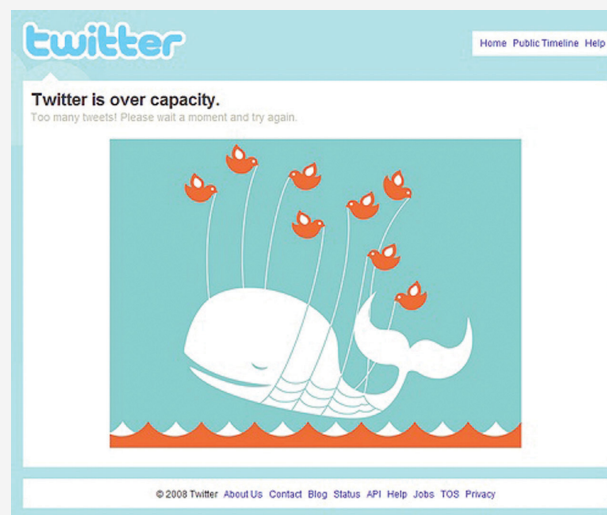 twitter
Home Public Timeline Help
Twitter is over capacity.
Too many tweets! Please wait a moment and try again.
© 2008 Twitter About Us Contact Blog Status API Help Jobs TOS Privacy